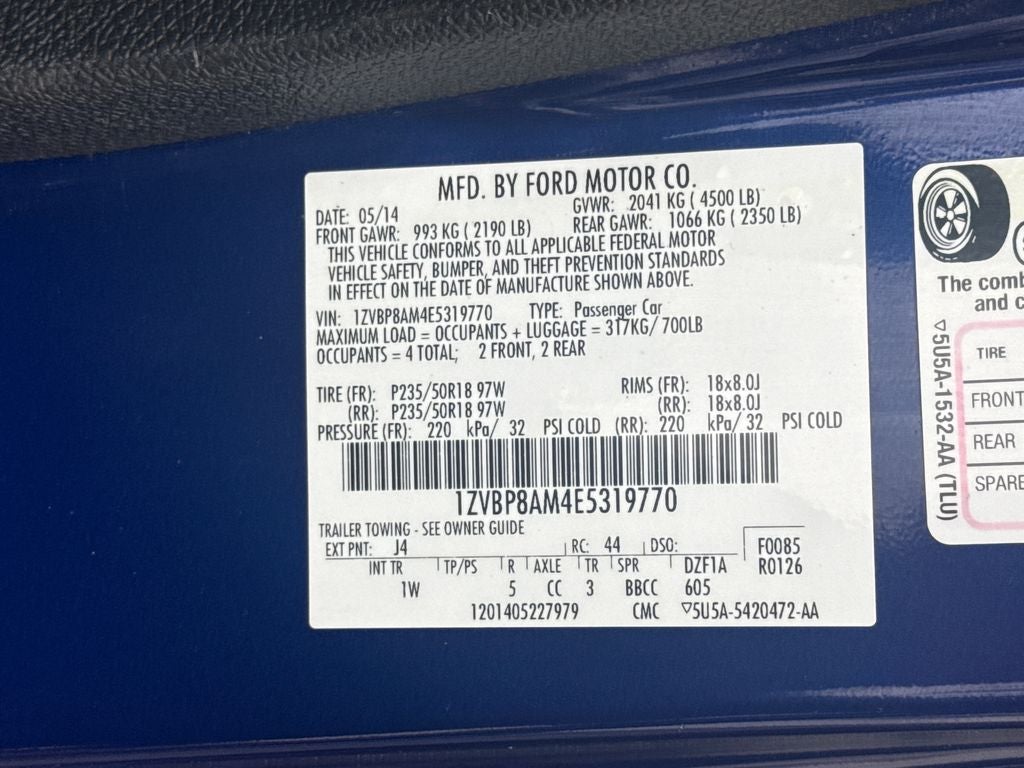 MFD. BY FORD MOTOR CO.
DATE: 05/14 GVWR: 2041 KG ( 4500 LB)
FRONT GAWR: 993 KG ( 2190 LB) REAR GAWR: 1066 KG ( 2350 LB)
THIS VEHICLE CONFORMS TO ALL APPLICABLE FEDERAL MOTOR
VEHICLE SAFETY, BUMPER, AND THEFT PREVENTION STANDARDS
IN EFFECT ON THE DATE OF MANUFACTURE SHOWN ABOVE.
VIN: 1ZVBP8AM4E5319770 TYPE: Passenger Car
MAXIMUM LOAD = OCCUPANTS + LUGGAGE = 317KG/ 700LB
OCCUPANTS = 4 TOTAL; 2 FRONT, 2 REAR
TIRE (FR): P235/50R18 97W RIMS (FR): 18x8.0J
(RR): P235/50R18 97W (RR): 18x8.0J
PRESSURE (FR): 220 kPa/ 32 PSI COLD (RR): 220 kPa/ 32 PSI COLD
1ZVBP8AM4E5319770
TRAILER TOWING - SEE OWNER GUIDE
EXT PNT: J4 RC: 44 DSO: F0085
INT TR TP/PS R AXLE TR SPR DZF1A R0126
1W 5 CC 3 BBCC 605
1201405227979 CMC ▽5U5A-5420472-AA
The comb
and c
▽5U5A-1532-AA (TLU)
TIRE
FRONT
REAR
SPARE